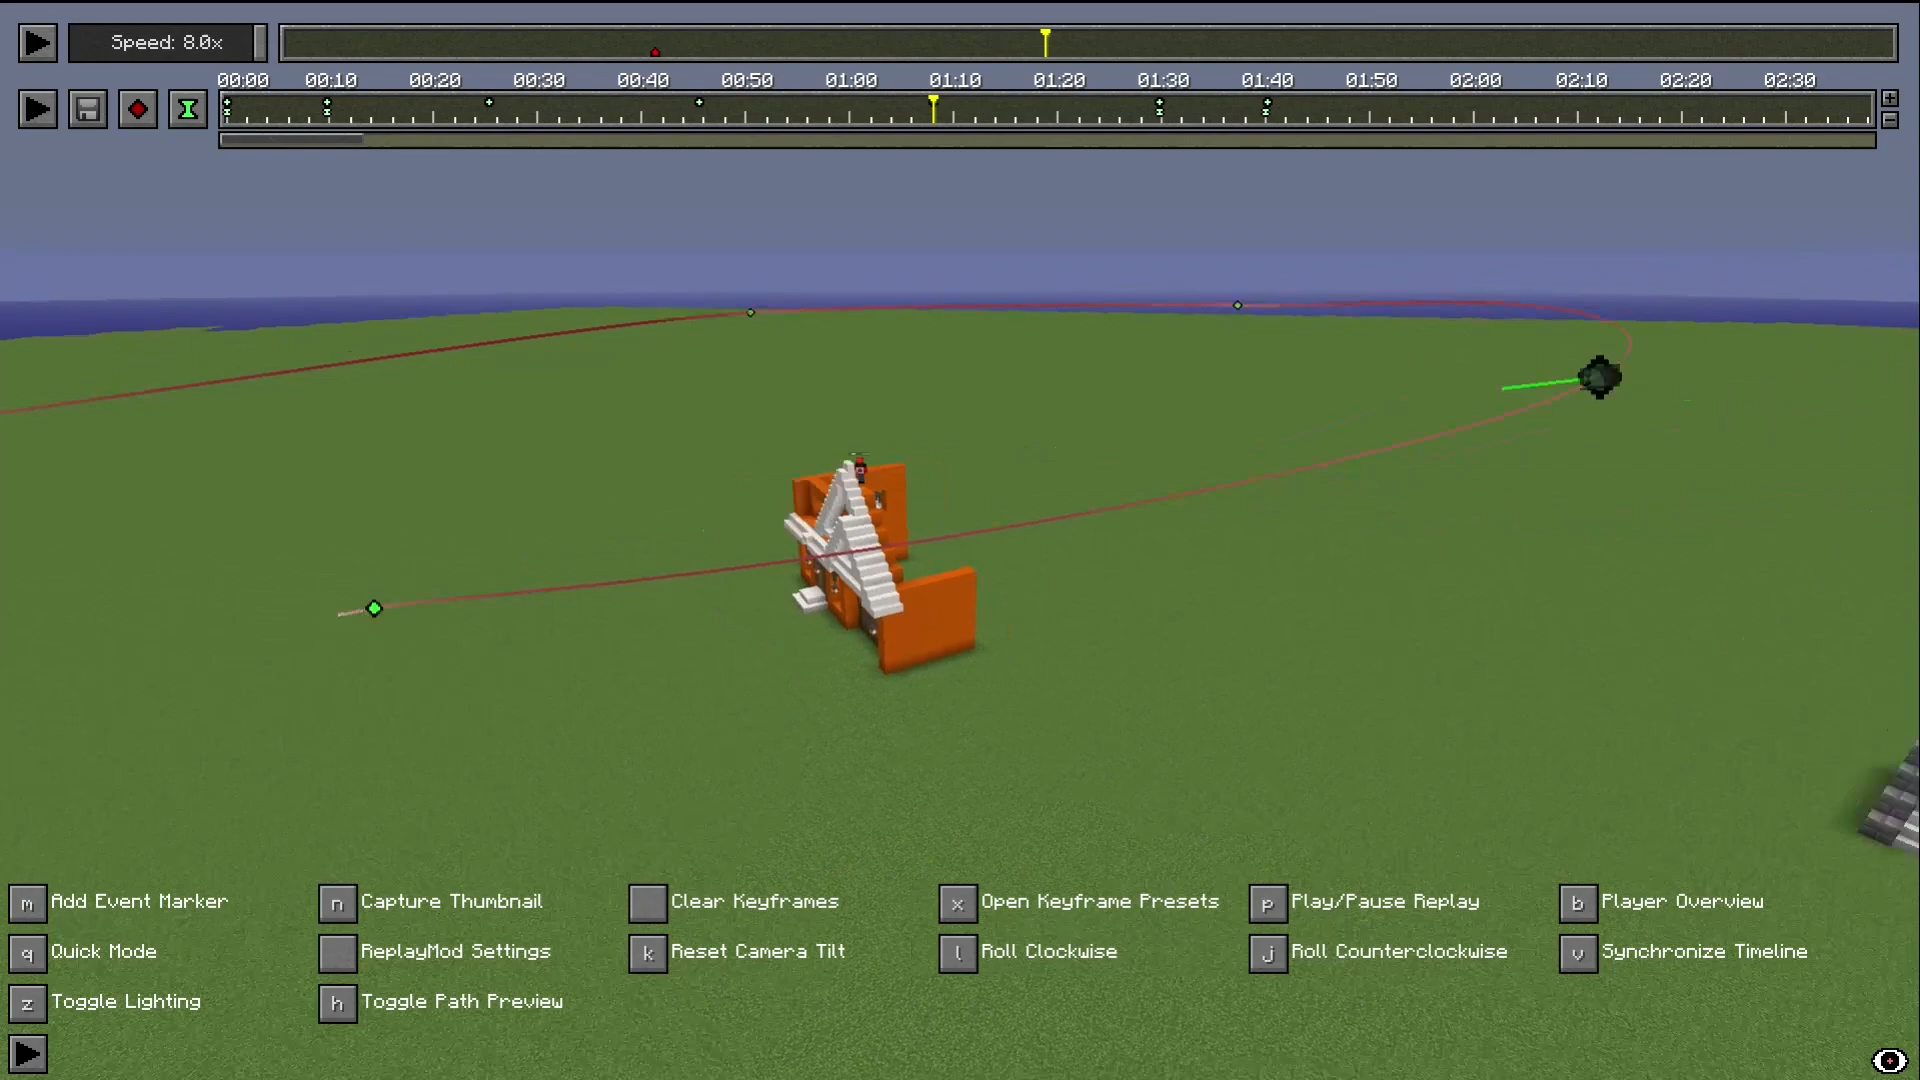 Speed: 8.0x
00:00 00:10 00:20 00:30 00:40 00:50 01:00 01:10 01:20 01:30 01:40 01:50 02:00 02:10 02:20 02:30
m Add Event Marker n Capture Thumbnail Clear Keyframes x Open Keyframe Presets p Play/Pause Replay b Player Overview
q Quick Mode ReplayMod Settings k Reset Camera Tilt l Roll Clockwise j Roll Counterclockwise v Synchronize Timeline
z Toggle Lighting h Toggle Path Preview